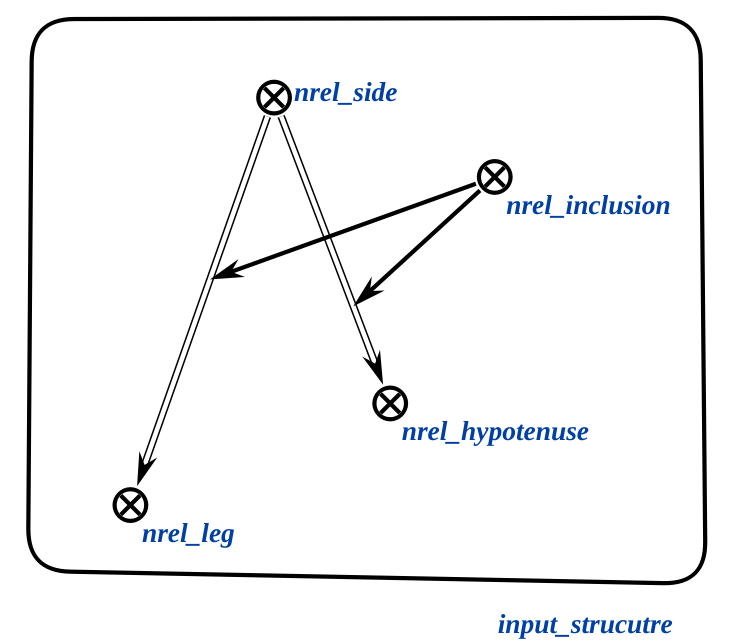 nrel_side
nrel_inclusion
nrel_hypotenuse
nrel_leg
input_strucutre